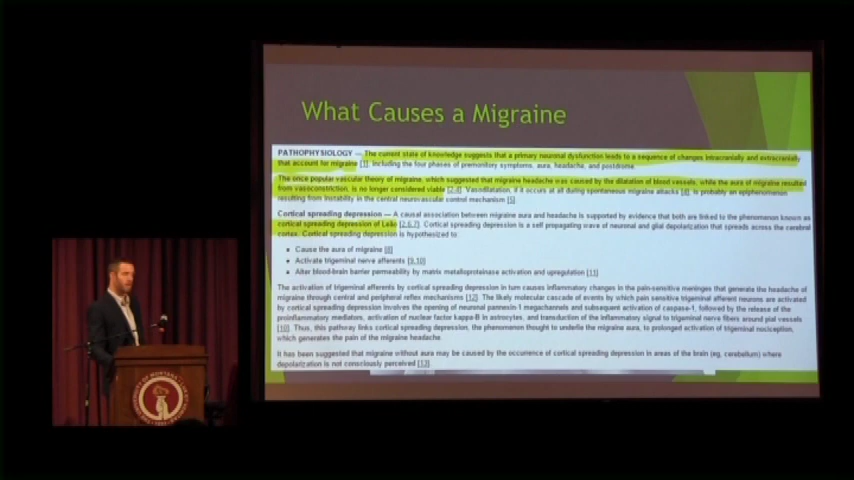 What Causes a Migraine
PATHOPHYSIOLOGY — The current state of knowledge suggests that a primary neuronal dysfunction leads to a sequence of changes intracranially and extracranially
that account for migraine [1], including the four phases of premonitory symptoms, aura, headache, and postdrome.
The once popular vascular theory of migraine, which suggested that migraine headache was caused by the dilatation of blood vessels, while the aura of migraine resulted
from vasoconstriction, is no longer considered viable [2-4]. Vasodilatation, if it occurs at all during spontaneous migraine attacks [4], is probably an epiphenomenon
resulting from instability in the central neurovascular control mechanism [5].
Cortical spreading depression — A causal association between migraine aura and headache is supported by evidence that both are linked to the phenomenon known as
cortical spreading depression of Leão [2,6,7]. Cortical spreading depression is a self propagating wave of neuronal and glial depolarization that spreads across the cerebral
cortex. Cortical spreading depression is hypothesized to
• Cause the aura of migraine [8]
• Activate trigeminal nerve afferents [9,10]
• Alter blood-brain barrier permeability by matrix metalloproteinase activation and upregulation [11]
The activation of trigeminal afferents by cortical spreading depression in turn causes inflammatory changes in the pain-sensitive meninges that generate the headache of
migraine through central and peripheral reflex mechanisms [12]. The likely molecular cascade of events by which pain sensitive trigeminal afferent neurons are activated
by cortical spreading depression involves the opening of neuronal pannexin-1 megachannels and subsequent activation of caspase-1, followed by the release of the
proinflammatory mediators, activation of nuclear factor kappa-B in astrocytes, and transduction of the inflammatory signal to trigeminal nerve fibers around pial vessels
[10]. Thus, this pathway links cortical spreading depression, the phenomenon thought to underlie the migraine aura, to prolonged activation of trigeminal nociception,
which generates the pain of the migraine headache.
It has been suggested that migraine without aura may be caused by the occurrence of cortical spreading depression in areas of the brain (eg, cerebellum) where
depolarization is not consciously perceived [13].
UNIVERSITY OF MONTANA